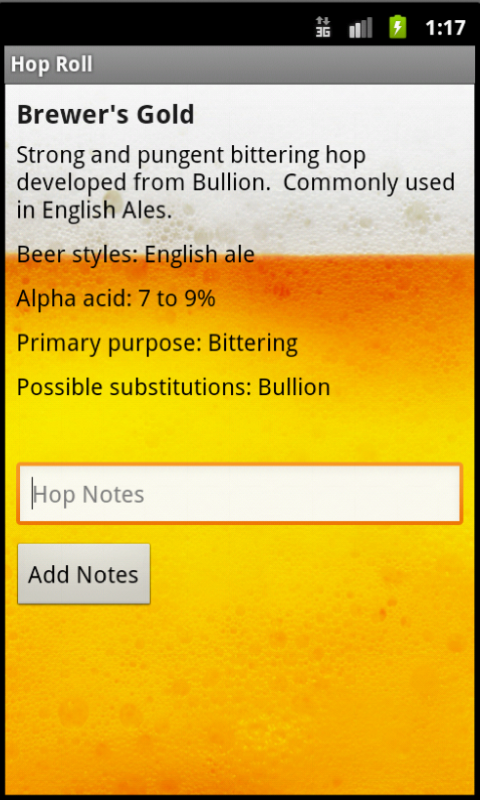 3G
1:17
Hop Roll
Brewer's Gold
Strong and pungent bittering hop
developed from Bullion.  Commonly used
in English Ales.
Beer styles: English ale
Alpha acid: 7 to 9%
Primary purpose: Bittering
Possible substitutions: Bullion
Hop Notes
Add Notes